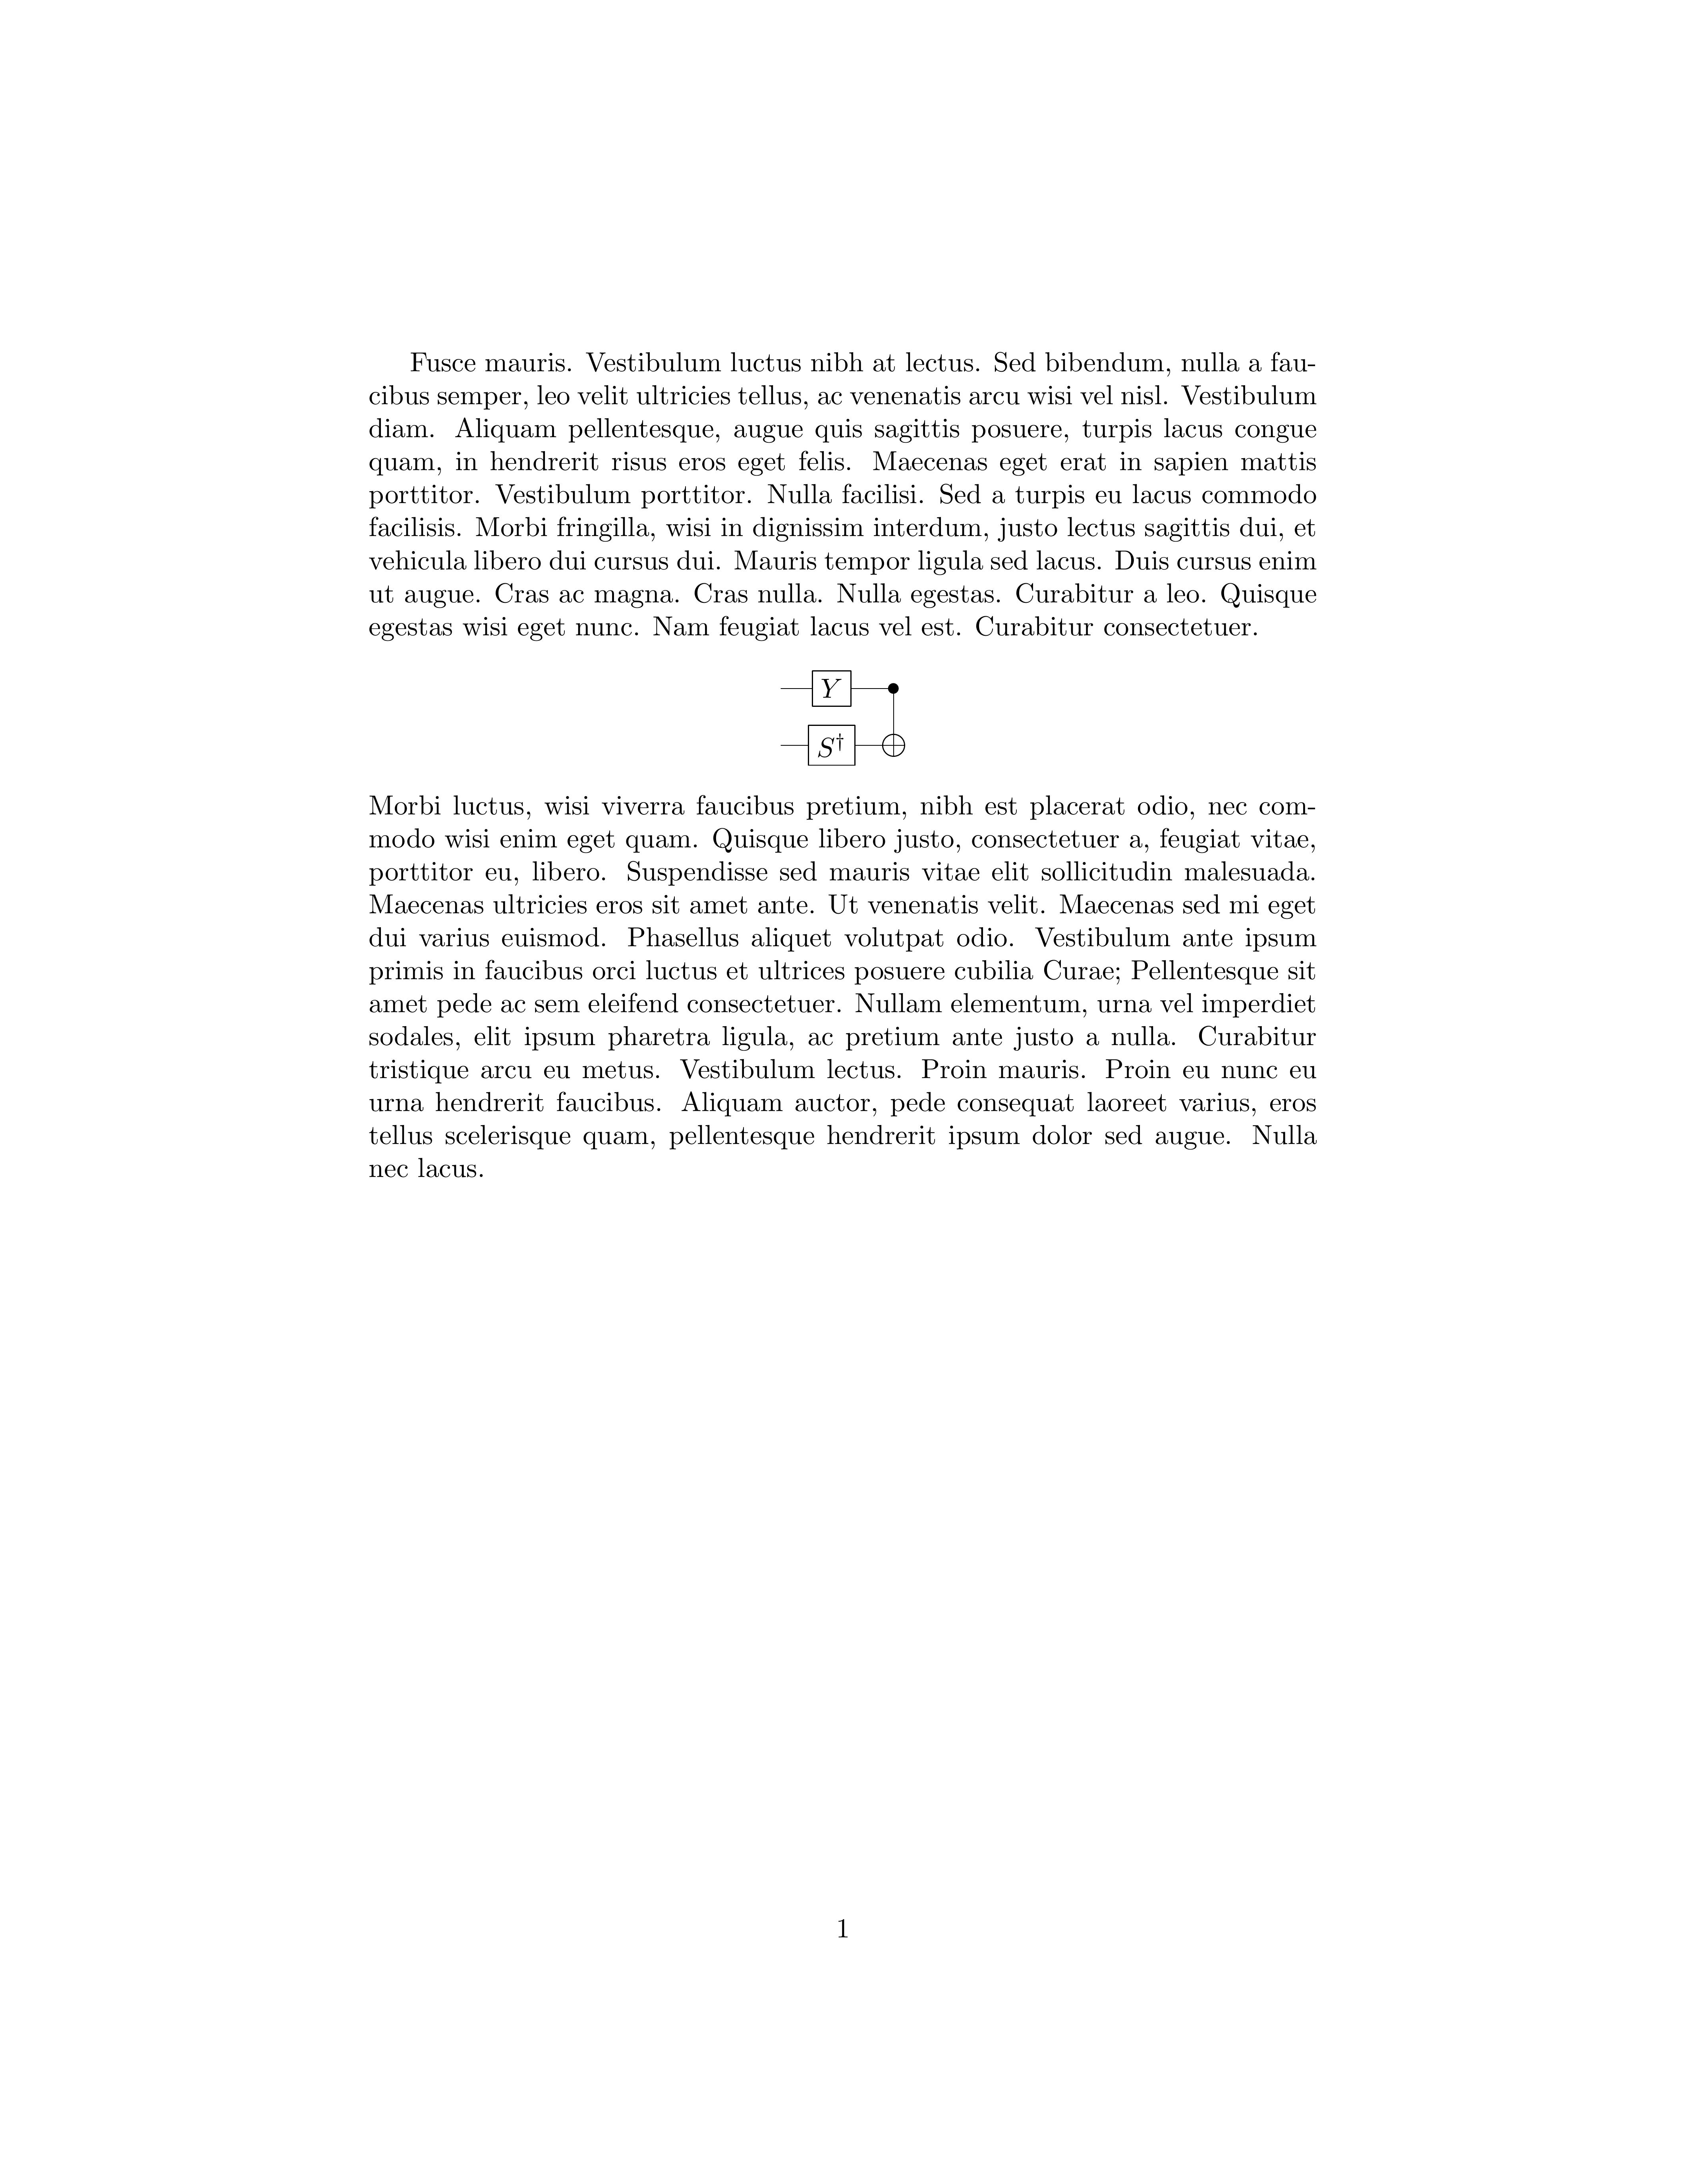 Fusce mauris. Vestibulum luctus nibh at lectus. Sed bibendum, nulla a fau-
cibus semper, leo velit ultricies tellus, ac venenatis arcu wisi vel nisl. Vestibulum
diam. Aliquam pellentesque, augue quis sagittis posuere, turpis lacus congue
quam, in hendrerit risus eros eget felis. Maecenas eget erat in sapien mattis
porttitor. Vestibulum porttitor. Nulla facilisi. Sed a turpis eu lacus commodo
facilisis. Morbi fringilla, wisi in dignissim interdum, justo lectus sagittis dui, et
vehicula libero dui cursus dui. Mauris tempor ligula sed lacus. Duis cursus enim
ut augue. Cras ac magna. Cras nulla. Nulla egestas. Curabitur a leo. Quisque
egestas wisi eget nunc. Nam feugiat lacus vel est. Curabitur consectetuer.
Y
S†
Morbi luctus, wisi viverra faucibus pretium, nibh est placerat odio, nec com-
modo wisi enim eget quam. Quisque libero justo, consectetuer a, feugiat vitae,
porttitor eu, libero. Suspendisse sed mauris vitae elit sollicitudin malesuada.
Maecenas ultricies eros sit amet ante. Ut venenatis velit. Maecenas sed mi eget
dui varius euismod. Phasellus aliquet volutpat odio. Vestibulum ante ipsum
primis in faucibus orci luctus et ultrices posuere cubilia Curae; Pellentesque sit
amet pede ac sem eleifend consectetuer. Nullam elementum, urna vel imperdiet
sodales, elit ipsum pharetra ligula, ac pretium ante justo a nulla. Curabitur
tristique arcu eu metus. Vestibulum lectus. Proin mauris. Proin eu nunc eu
urna hendrerit faucibus. Aliquam auctor, pede consequat laoreet varius, eros
tellus scelerisque quam, pellentesque hendrerit ipsum dolor sed augue. Nulla
nec lacus.
1